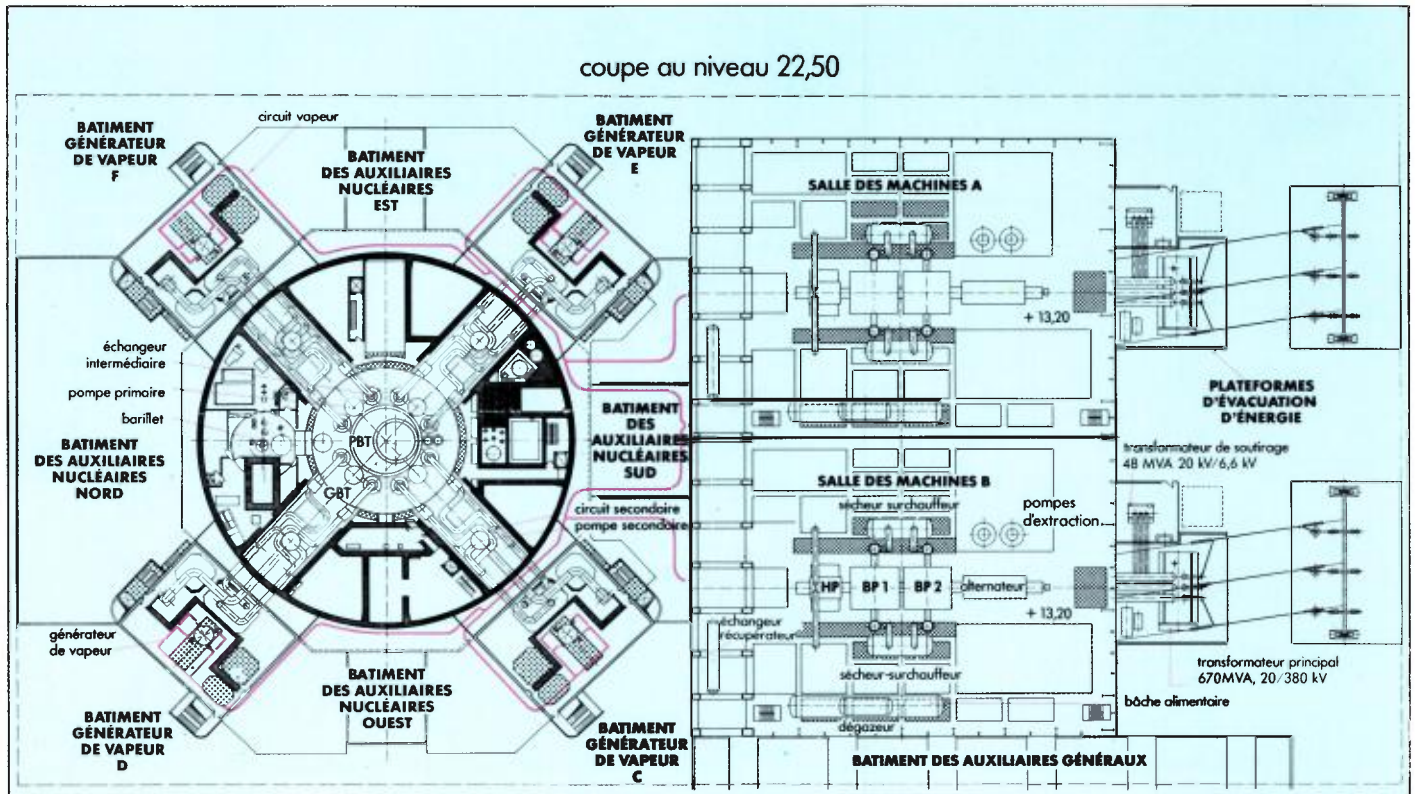 coupe au niveau 22,50
BATIMENT
GÉNÉRATEUR
DE VAPEUR
F
circuit vapeur
BATIMENT
DES AUXILIAIRES
NUCLÉAIRES
EST
BATIMENT
GÉNÉRATEUR
DE VAPEUR
E
SALLE DES MACHINES A
+ 13,20
échangeur
intermédiaire
pompe primaire
barillet
BATIMENT
DES AUXILIAIRES
NUCLÉAIRES
NORD
PBT
GBT
BATIMENT
DES
AUXILIAIRES
NUCLÉAIRES
SUD
circuit secondaire
pompe secondaire
PLATEFORMES
D'ÉVACUATION
D'ÉNERGIE
transformateur de soutirage
48 MVA 20 kV/6,6 kV
SALLE DES MACHINES B
sécheur surchauffeur
pompes
d'extraction
HP
BP 1
BP 2
alternateur
+ 13,20
échangeur
récupérateur
sécheur-surchauffeur
dégazeur
générateur
de vapeur
BATIMENT
GÉNÉRATEUR
DE VAPEUR
D
BATIMENT
DES AUXILIAIRES
NUCLÉAIRES
OUEST
BATIMENT
GÉNÉRATEUR
DE VAPEUR
C
transformateur principal
670MVA, 20/380 kV
bâche alimentaire
BATIMENT DES AUXILIAIRES GÉNÉRAUX